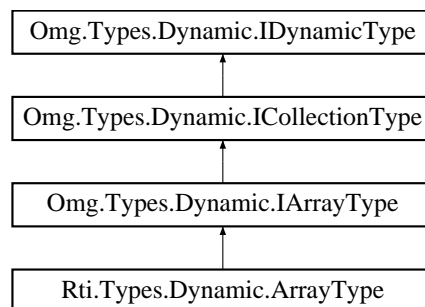 Omg.Types.Dynamic.IDynamicType
Omg.Types.Dynamic.ICollectionType
Omg.Types.Dynamic.IArrayType
Rti.Types.Dynamic.ArrayType